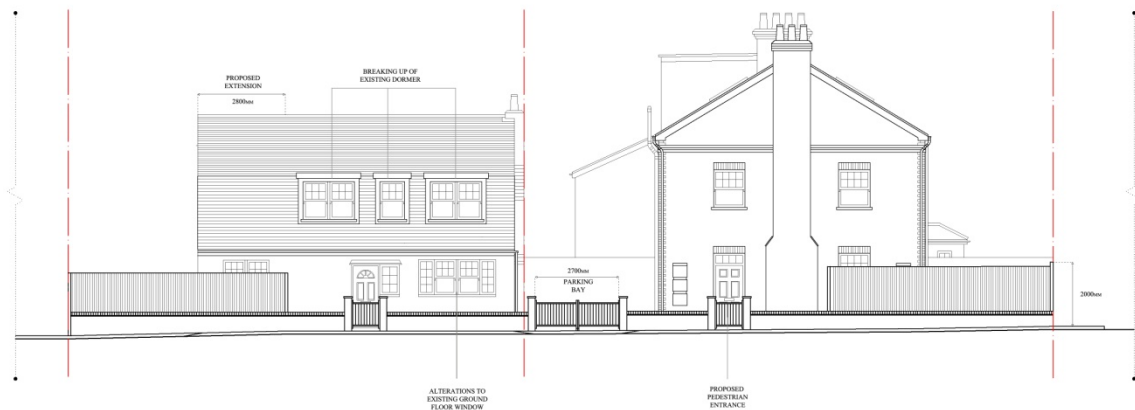 PROPOSED
EXTENSION
2800MM
BREAKING UP OF
EXISTING DORMER
2700MM
PARKING
BAY
2000MM
ALTERATIONS TO
EXISTING GROUND
FLOOR WINDOW
PROPOSED
PEDESTRIAN
ENTRANCE